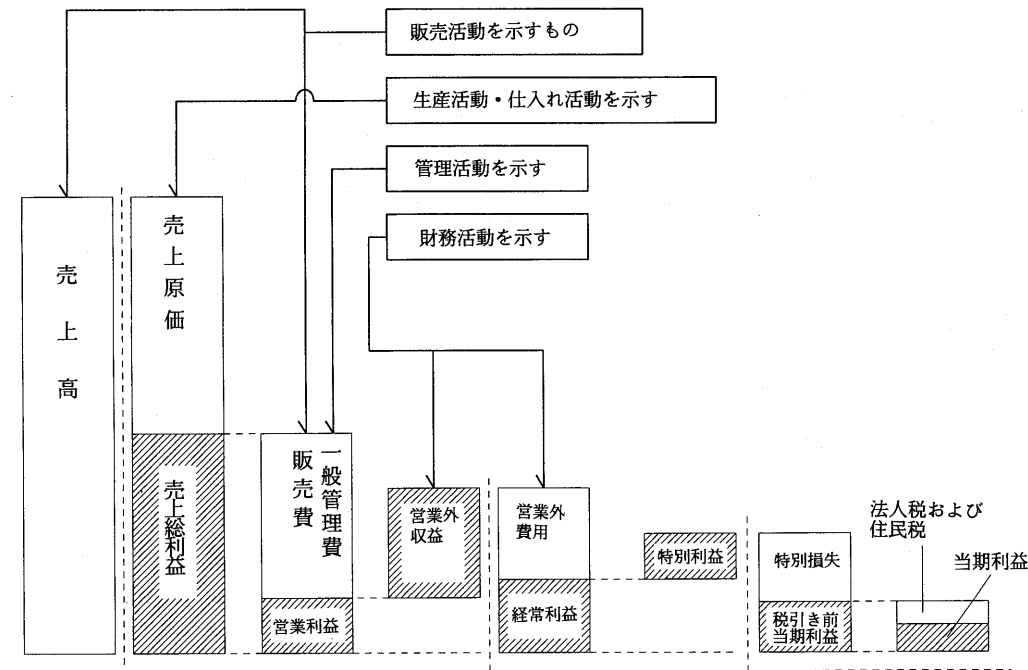 販売活動を示すもの
生産活動・仕入れ活動を示す
管理活動を示す
財務活動を示す
売上高
売上原価
売上総利益
販売費
一般管理費
営業利益
営業外
収益
営業外
費用
経常利益
特別利益
特別損失
税引き前
当期利益
法人税および
住民税
当期利益